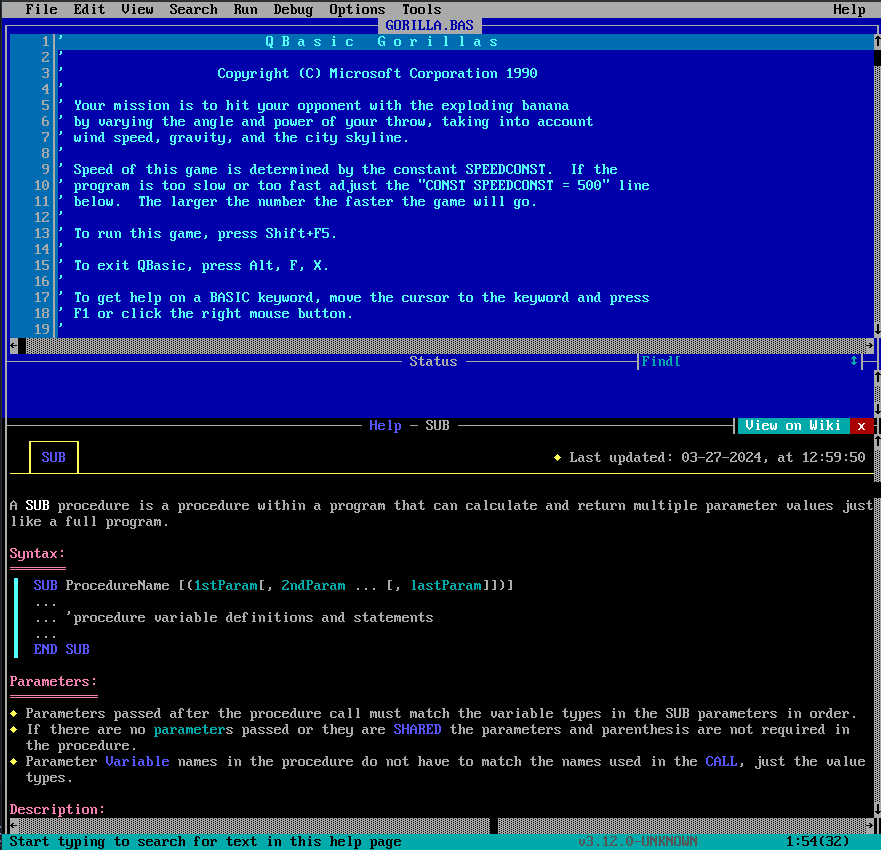 File Edit View Search Run Debug Options Tools Help
GORILLA.BAS
1 ' Q B a s i c   G o r i l l a s
2 '
3 ' Copyright (C) Microsoft Corporation 1990
4 '
5 ' Your mission is to hit your opponent with the exploding banana
6 ' by varying the angle and power of your throw, taking into account
7 ' wind speed, gravity, and the city skyline.
8 '
9 ' Speed of this game is determined by the constant SPEEDCONST.  If the
10 ' program is too slow or too fast adjust the "CONST SPEEDCONST = 500" line
11 ' below.  The larger the number the faster the game will go.
12 '
13 ' To run this game, press Shift+F5.
14 '
15 ' To exit QBasic, press Alt, F, X.
16 '
17 ' To get help on a BASIC keyword, move the cursor to the keyword and press
18 ' F1 or click the right mouse button.
19 '
Status Find[
Help - SUB View on Wiki x
SUB ♦ Last updated: 03-27-2024, at 12:59:50
A SUB procedure is a procedure within a program that can calculate and return multiple parameter values just
like a full program.
Syntax:
SUB ProcedureName [(1stParam[, 2ndParam ... [, lastParam]])]
...
... 'procedure variable definitions and statements
...
END SUB
Parameters:
♦ Parameters passed after the procedure call must match the variable types in the SUB parameters in order.
♦ If there are no parameters passed or they are SHARED the parameters and parenthesis are not required in
the procedure.
♦ Parameter Variable names in the procedure do not have to match the names used in the CALL, just the value
types.
Description:
Start typing to search for text in this help page v3.12.0-UNKNOWN 1:54(32)